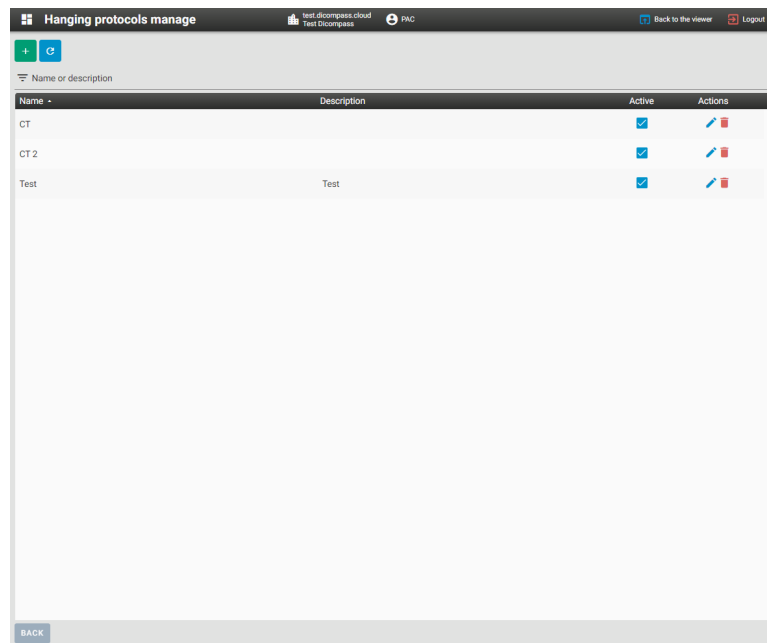 Hanging protocols manage
test.dicompass.cloud
Test Dicompass
PAC
Back to the viewer
Logout
Name or description
Name Description Active Actions
CT
CT 2
Test Test
BACK